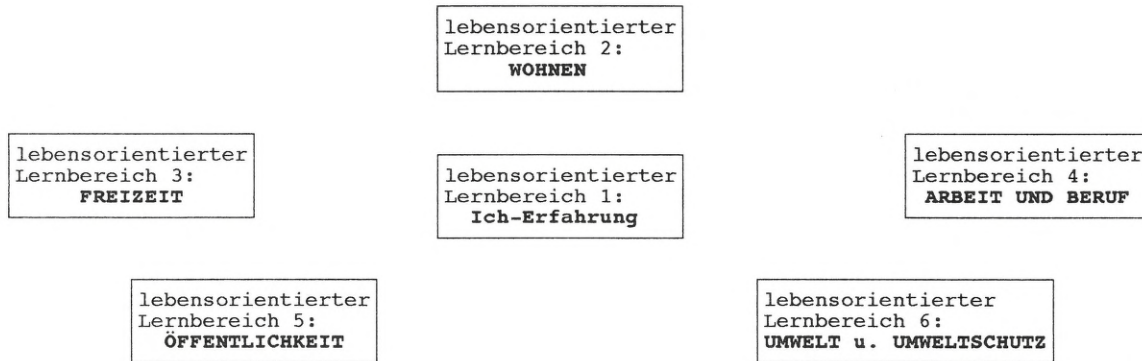 lebensorientierter
Lernbereich 2:
WOHNEN
lebensorientierter
Lernbereich 3:
FREIZEIT
lebensorientierter
Lernbereich 1:
Ich-Erfahrung
lebensorientierter
Lernbereich 4:
ARBEIT UND BERUF
lebensorientierter
Lernbereich 5:
ÖFFENTLICHKEIT
lebensorientierter
Lernbereich 6:
UMWELT u. UMWELTSCHUTZ